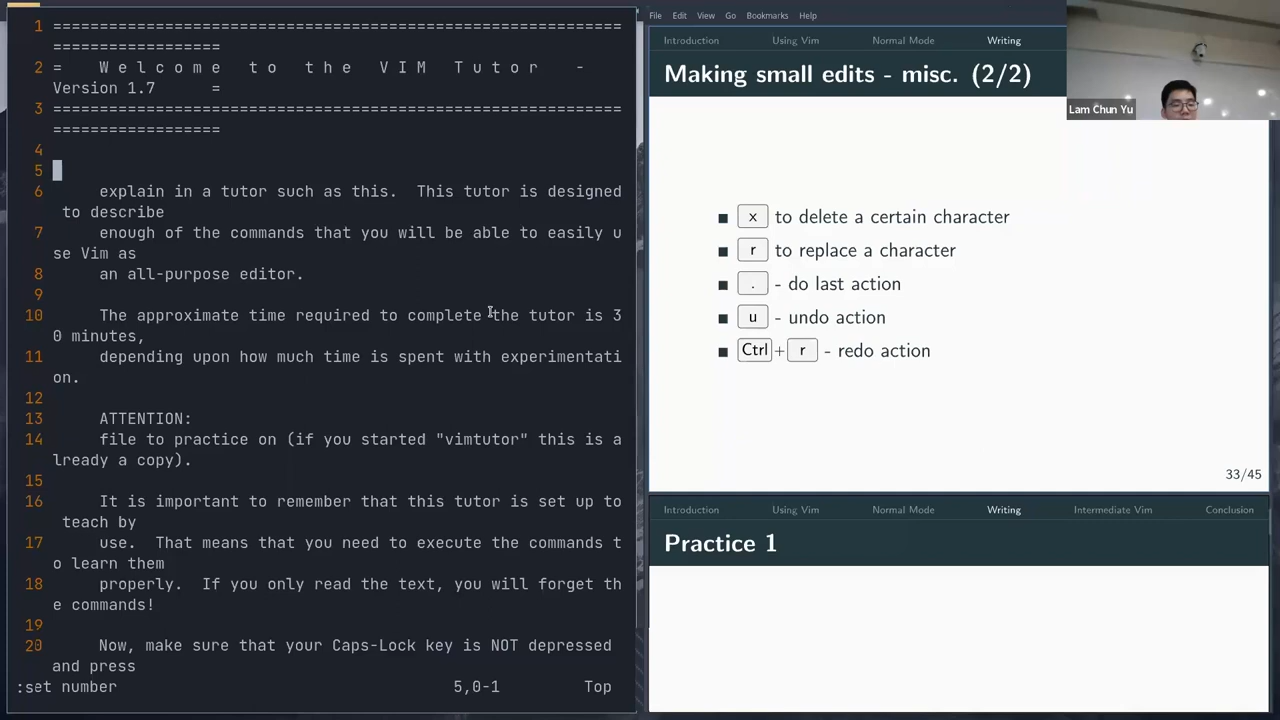 1 =============================================================
==================
2 =    W e l c o m e   t o   t h e   V I M   T u t o r    -
Version 1.7      =
3 =============================================================
==================
4
5
6      explain in a tutor such as this.  This tutor is designed
to describe
7      enough of the commands that you will be able to easily u
se Vim as
8      an all-purpose editor.
9
10      The approximate time required to complete the tutor is 3
0 minutes,
11      depending upon how much time is spent with experimentati
on.
12
13      ATTENTION:
14      file to practice on (if you started "vimtutor" this is a
lready a copy).
15
16      It is important to remember that this tutor is set up to
teach by
17      use.  That means that you need to execute the commands t
o learn them
18      properly.  If you only read the text, you will forget th
e commands!
19
20      Now, make sure that your Caps-Lock key is NOT depressed
and press
:set number 5,0-1 Top
File Edit View Go Bookmarks Help
Introduction Using Vim Normal Mode Writing
Making small edits - misc. (2/2)
Lam Chun Yu
x to delete a certain character
r to replace a character
. - do last action
u - undo action
Ctrl + r - redo action
33/45
Introduction Using Vim Normal Mode Writing Intermediate Vim Conclusion
Practice 1